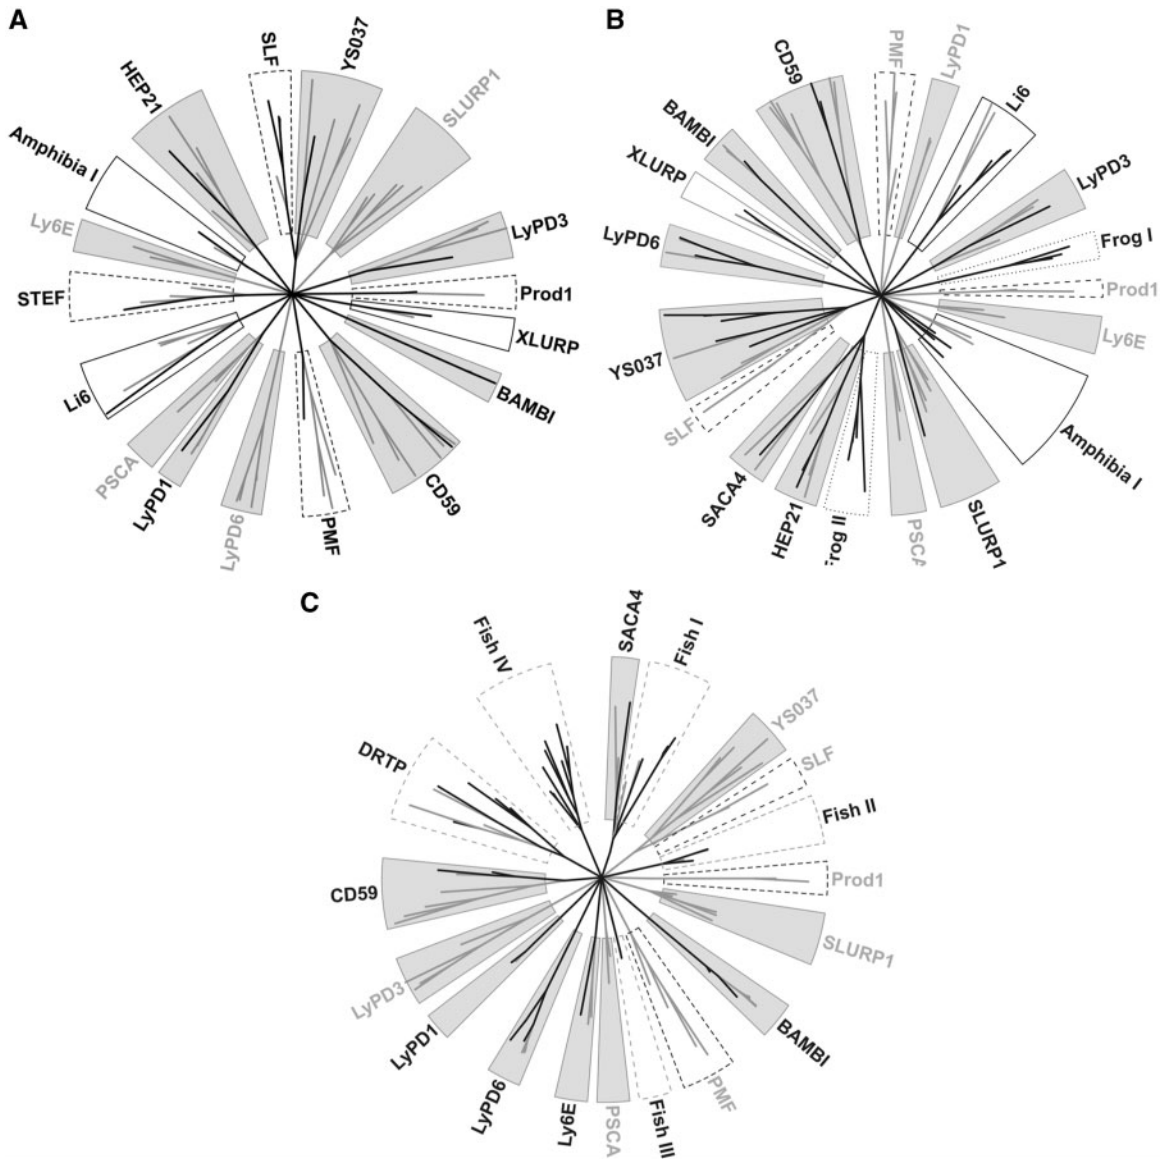 A
SLF
YS037
HEP21
SLURP1
Amphibia I
Ly6E
LyPD3
STEF
Prod1
XLURP
Li6
BAMBI
PSCA
LyPD1
LyPD6
PMF
CD59
B
CD59
PMF
LyPD1
Li6
BAMBI
XLURP
LyPD3
LyPD6
Frog I
Prod1
Ly6E
YS037
SLF
Amphibia I
SACA4
HEP21
rog II
PSCA
SLURP1
C
Fish IV
SACA4
Fish I
YS037
DRTP
SLF
Fish II
CD59
Prod1
SLURP1
LyPD3
LyPD1
BAMBI
LyPD6
Ly6E
PSCA
Fish III
PMF